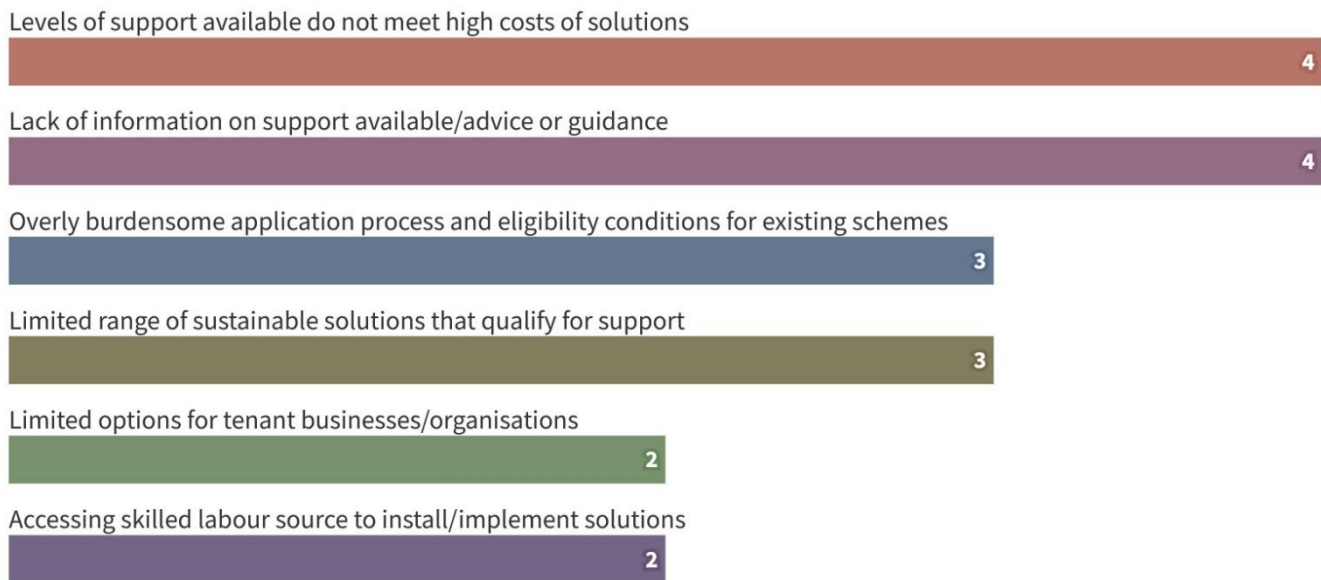 Levels of support available do not meet high costs of solutions
4
Lack of information on support available/advice or guidance
4
Overly burdensome application process and eligibility conditions for existing schemes
3
Limited range of sustainable solutions that qualify for support
3
Limited options for tenant businesses/organisations
2
Accessing skilled labour source to install/implement solutions
2